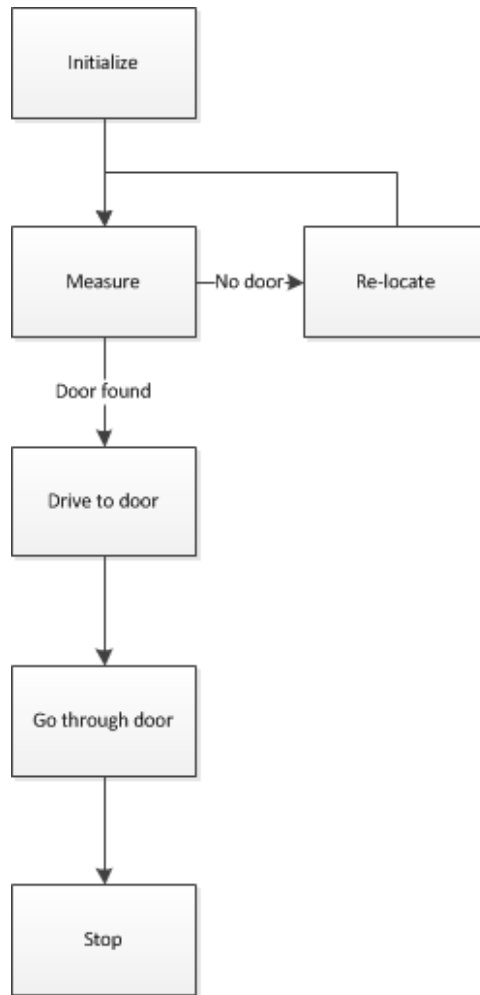 Initialize
Measure
No door
Re-locate
Door found
Drive to door
Go through door
Stop